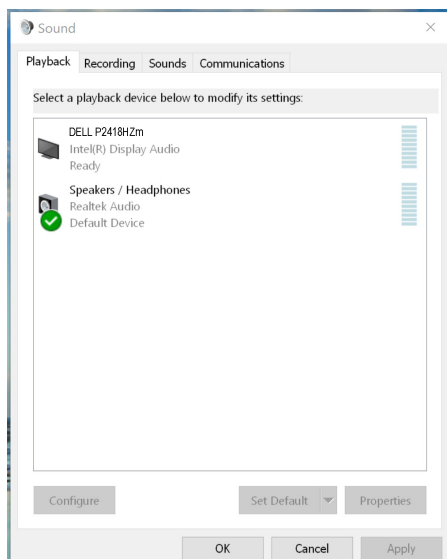 Sound
Playback Recording Sounds Communications
Select a playback device below to modify its settings:
DELL P2418HZm
Intel(R) Display Audio
Ready
Speakers / Headphones
Realtek Audio
Default Device
Configure Set Default Properties
OK Cancel Apply